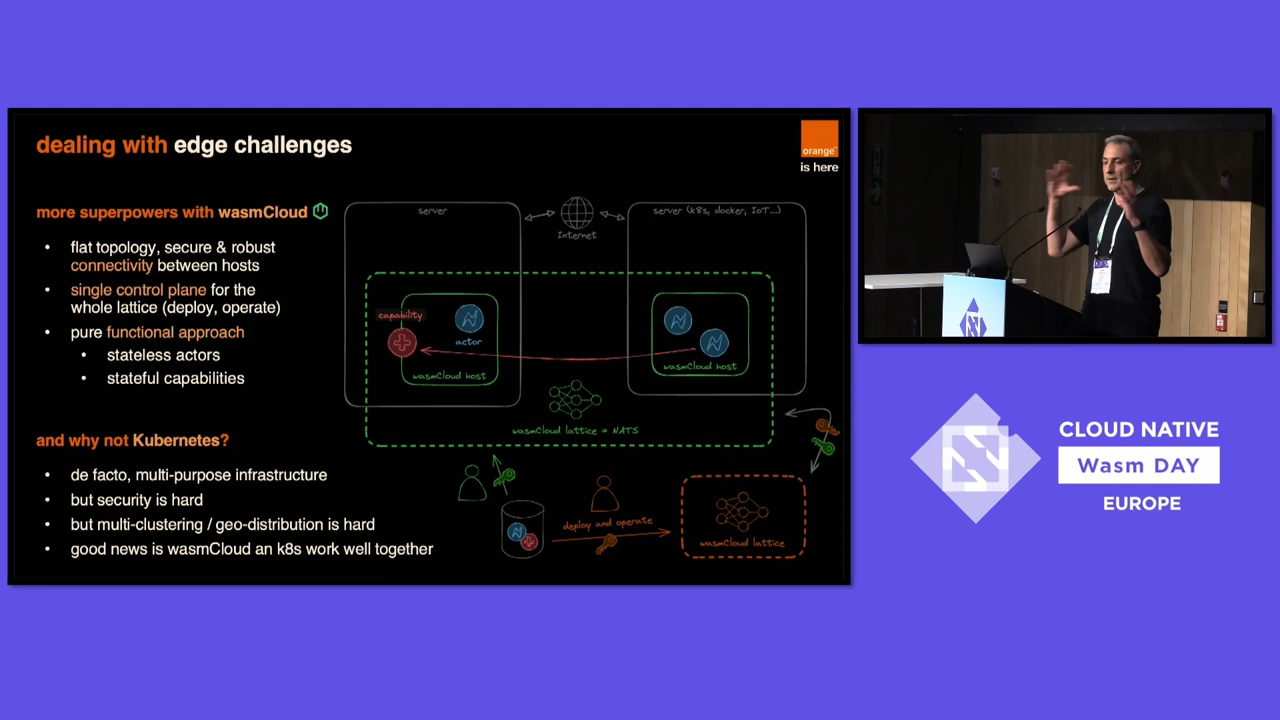 dealing with edge challenges
orange™
is here
more superpowers with wasmCloud
• flat topology, secure & robust
connectivity between hosts
• single control plane for the
whole lattice (deploy, operate)
• pure functional approach
• stateless actors
• stateful capabilities
and why not Kubernetes?
• de facto, multi-purpose infrastructure
• but security is hard
• but multi-clustering / geo-distribution is hard
• good news is wasmCloud an k8s work well together
server
Internet
server (k8s, docker, IoT...)
capability
actor
wasmCloud host
wasmCloud host
wasmCloud lattice = NATS
deploy and operate
wasmCloud lattice
CLOUD NATIVE
Wasm DAY
EUROPE